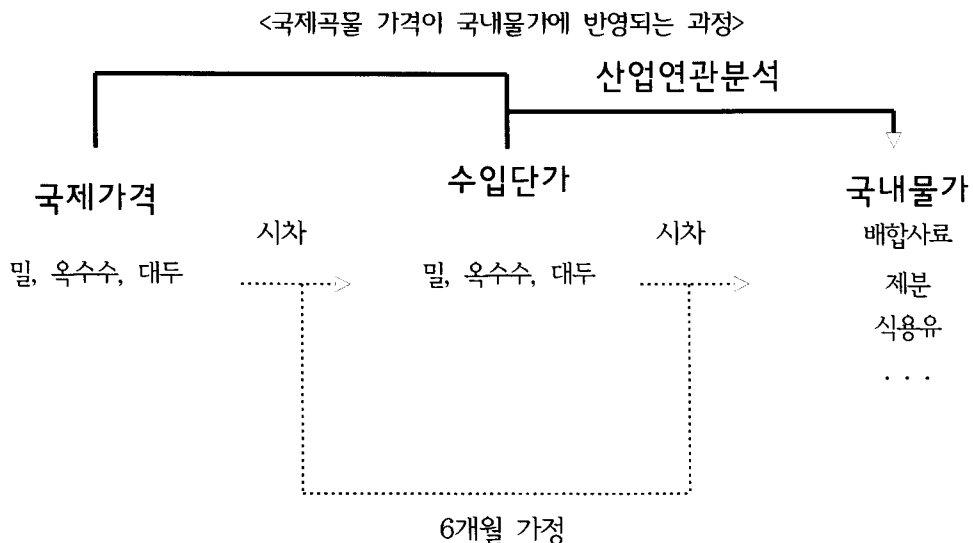 <국제곡물 가격이 국내물가에 반영되는 과정>
산업연관분석
국제가격
수입단가
국내물가
시차
시차
배합사료
밀, 옥수수, 대두
밀, 옥수수, 대두
제분
식용유
. . .
6개월 가정